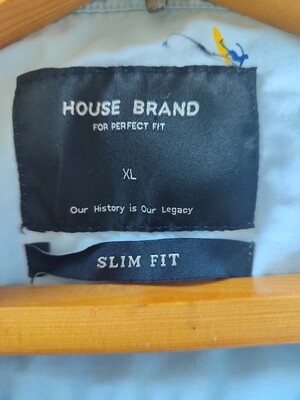 HOUSE BRAND
FOR PERFECT FIT
XL
Our History is Our Legacy
SLIM FIT